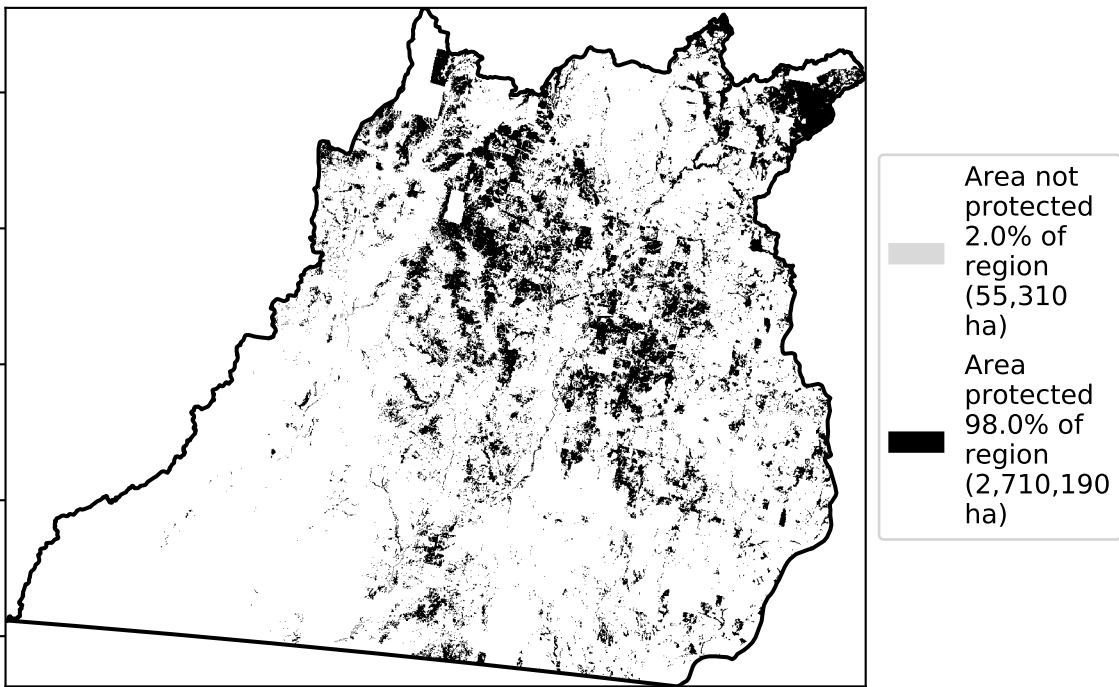 Area not
protected
2.0% of
region
(55,310
ha)
Area
protected
98.0% of
region
(2,710,190
ha)